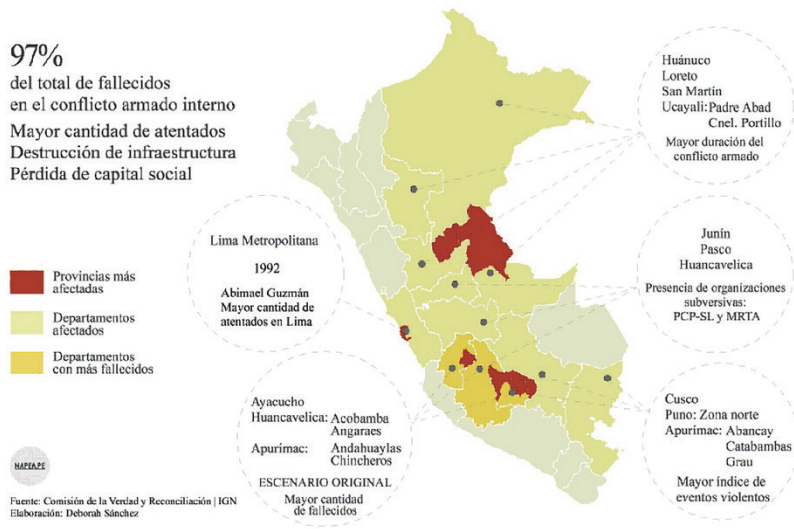 97%
del total de fallecidos
en el conflicto armado interno
Mayor cantidad de atentados
Destrucción de infraestructura
Pérdida de capital social
Huánuco
Loreto
San Martín
Ucayali: Padre Abad
Cnel. Portillo
Mayor duración del
conflicto armado
Lima Metropolitana
1992
Abimael Guzmán
Mayor cantidad de
atentados en Lima
Junín
Pasco
Huancavelica
Presencia de organizaciones
subversivas:
PCP-SL y MRTA
Provincias más
afectadas
Departamentos
afectados
Departamentos
con más fallecidos
Ayacucho
Huancavelica: Acobamba
Angaraes
Apurímac: Andahuaylas
Chincheros
ESCENARIO ORIGINAL
Mayor cantidad
de fallecidos
Cusco
Puno: Zona norte
Apurímac: Abancay
Catabambas
Grau
Mayor índice de
eventos violentos
MAPEA.PE
Fuente: Comisión de la Verdad y Reconciliación | IGN
Elaboración: Deborah Sánchez